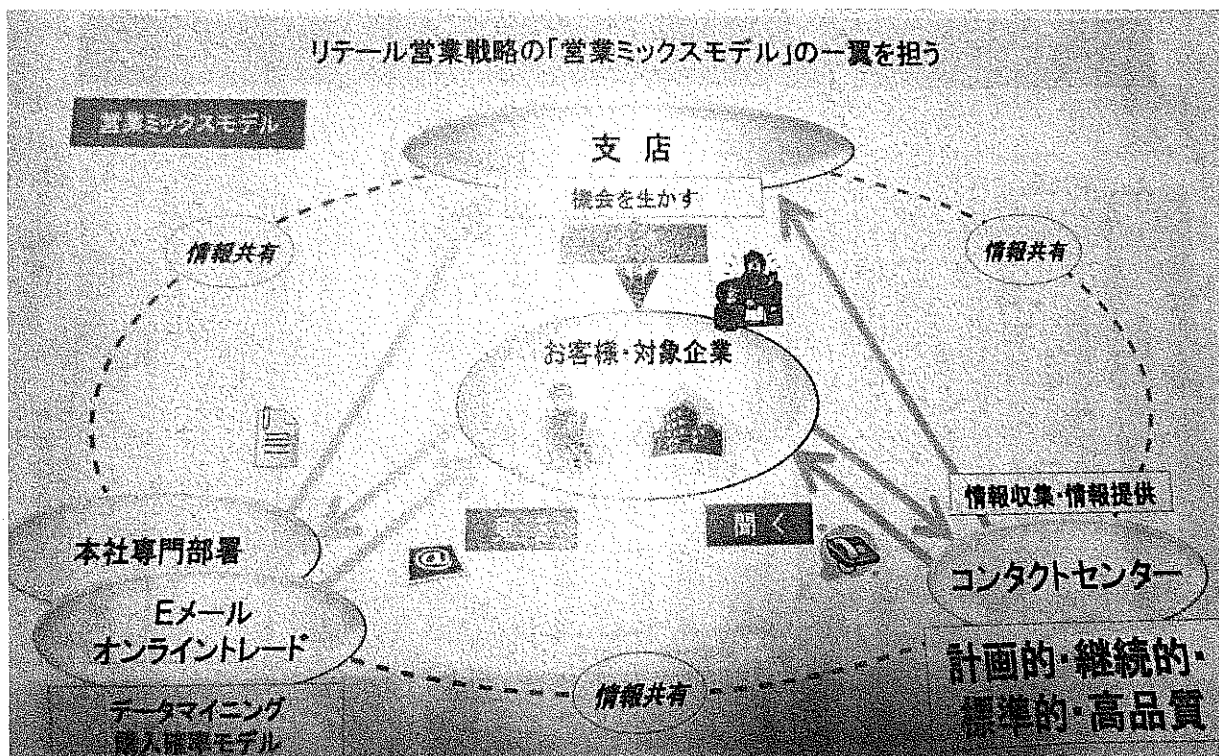 リテール営業戦略の「営業ミックスモデル」の一翼を担う
営業ミックスモデル
支 店
機会を生かす
情報共有
情報共有
お客様・対象企業
情報収集・情報提供
本社専門部署
聞 く
コンタクトセンター
Eメール
オンライントレード
計画的・継続的・
標準的・高品質
情報共有
データマイニング
購入確率モデル